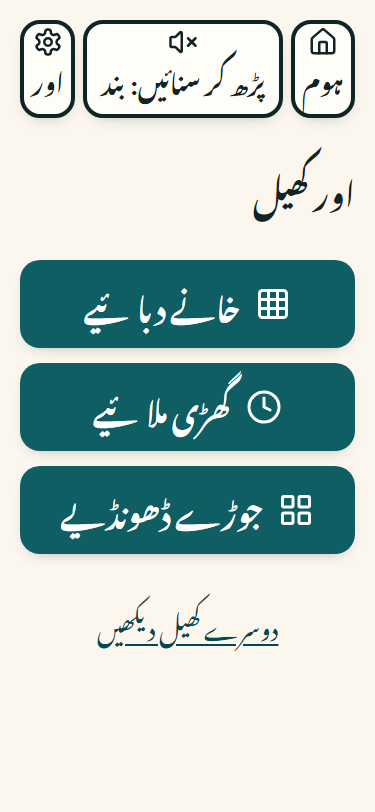 ہوم
پڑھ کر سنائیں: بند
اور
اور کھیل
خانے دبائیے
گھڑی ملائیے
جوڑے ڈھونڈیے
دوسرے کھیل دیکھیں